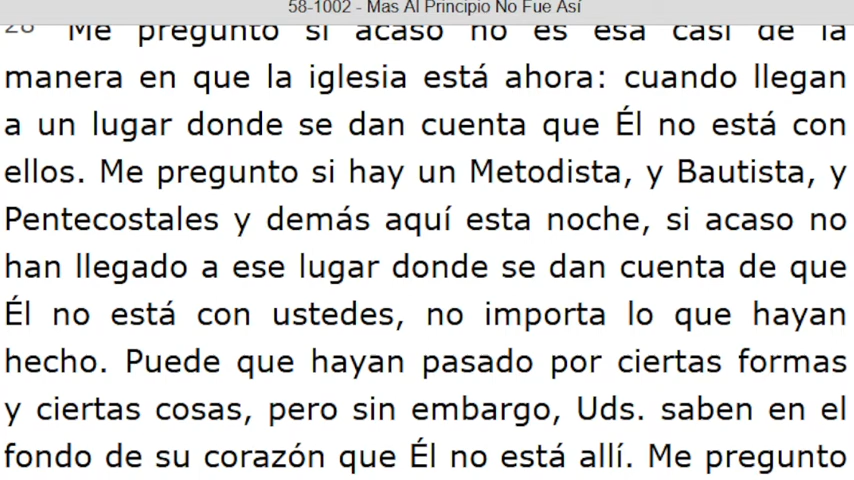 58-1002 - Mas Al Principio No Fue Así
28 Me pregunto si acaso no es esa casi de la
manera en que la iglesia está ahora: cuando llegan
a un lugar donde se dan cuenta que Él no está con
ellos. Me pregunto si hay un Metodista, y Bautista, y
Pentecostales y demás aquí esta noche, si acaso no
han llegado a ese lugar donde se dan cuenta de que
Él no está con ustedes, no importa lo que hayan
hecho. Puede que hayan pasado por ciertas formas
y ciertas cosas, pero sin embargo, Uds. saben en el
fondo de su corazón que Él no está allí. Me pregunto